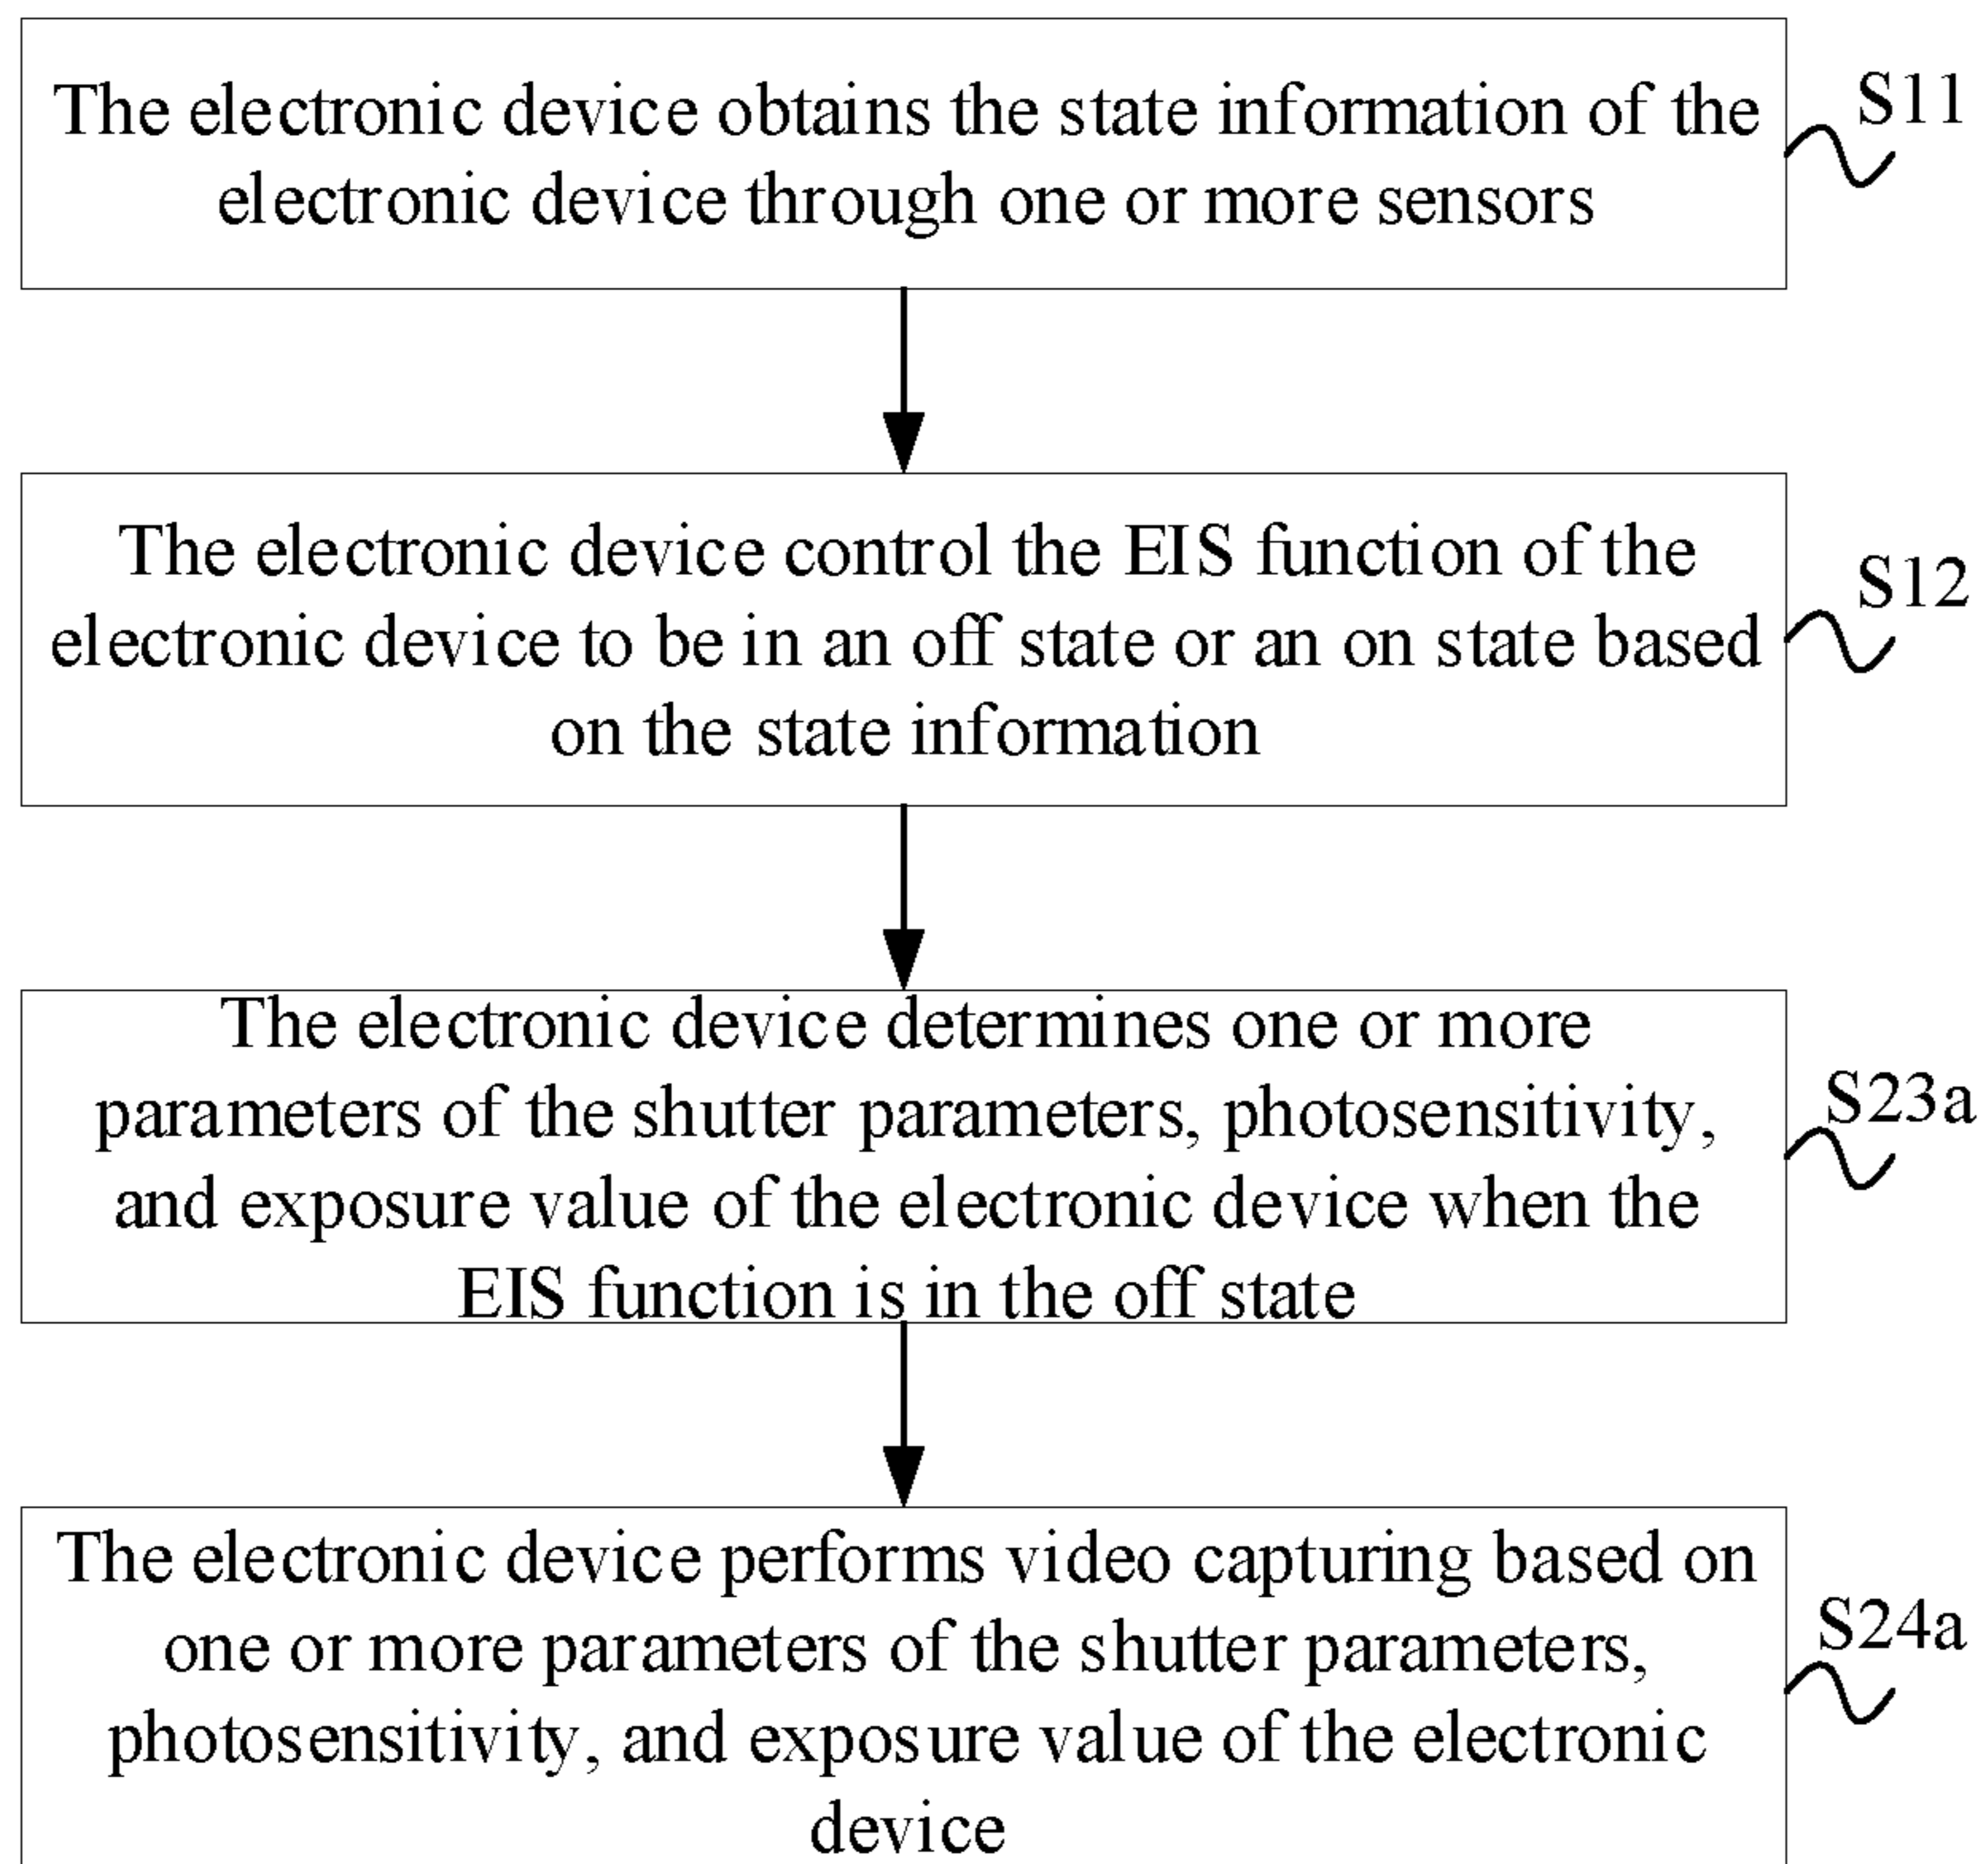 The electronic device obtains the state information of the
electronic device through one or more sensors
S11
The electronic device control the EIS function of the
electronic device to be in an off state or an on state based
on the state information
S12
The electronic device determines one or more
parameters of the shutter parameters, photosensitivity,
and exposure value of the electronic device when the
EIS function is in the off state
S23a
The electronic device performs video capturing based on
one or more parameters of the shutter parameters,
photosensitivity, and exposure value of the electronic
device
S24a